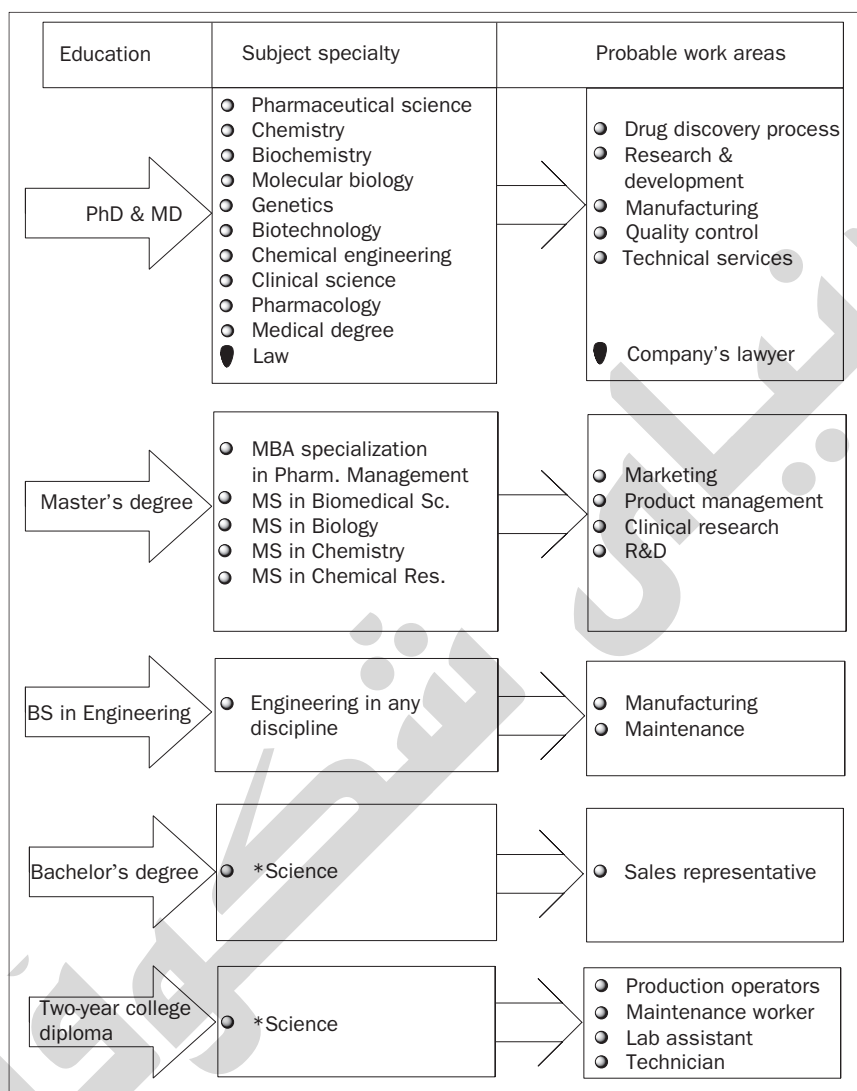 Education
Subject specialty
Probable work areas
PhD & MD
Pharmaceutical science
Chemistry
Biochemistry
Molecular biology
Genetics
Biotechnology
Chemical engineering
Clinical science
Pharmacology
Medical degree
Law
Drug discovery process
Research &
development
Manufacturing
Quality control
Technical services
Company's lawyer
Master's degree
MBA specialization
in Pharm. Management
MS in Biomedical Sc.
MS in Biology
MS in Chemistry
MS in Chemical Res.
Marketing
Product management
Clinical research
R&D
BS in Engineering
Engineering in any
discipline
Manufacturing
Maintenance
Bachelor's degree
*Science
Sales representative
Two-year college
diploma
*Science
Production operators
Maintenance worker
Lab assistant
Technician